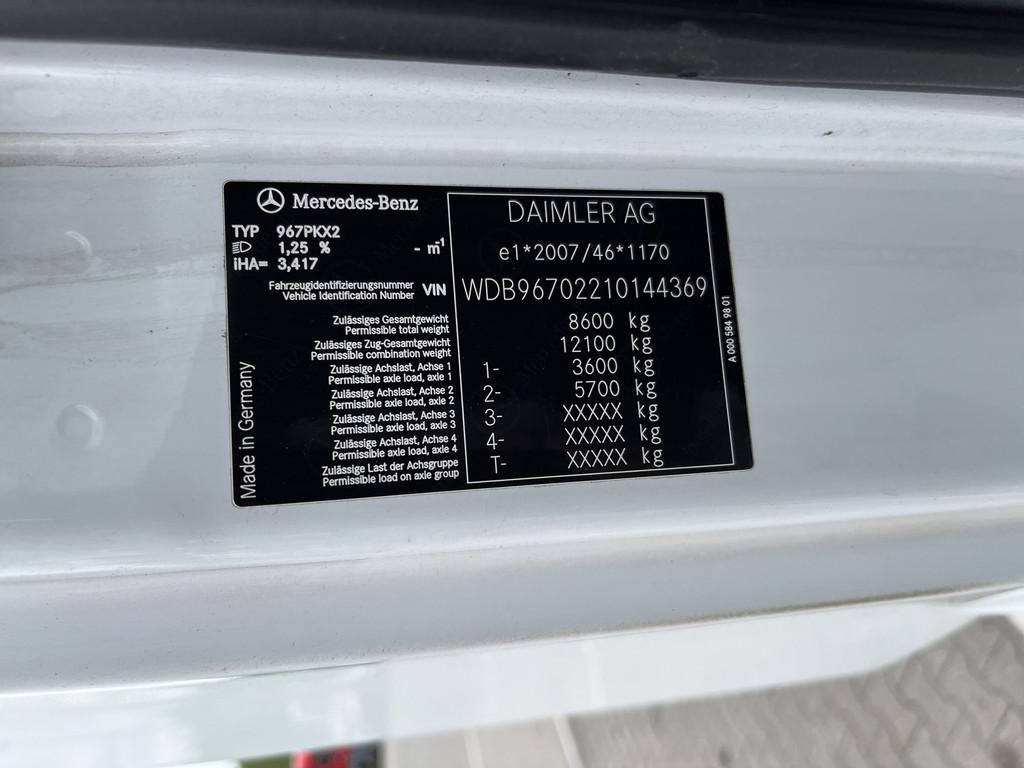 Mercedes-Benz
TYP 967PKX2
1,25 % - m⁻¹
iHA= 3,417
Fahrzeugidentifizierungsnummer
Vehicle Identification Number
VIN
Zulässiges Gesamtgewicht
Permissible total weight
Zulässiges Zug-Gesamtgewicht
Permissible combination weight
Zulässige Achslast, Achse 1
Permissible axle load, axle 1
Zulässige Achslast, Achse 2
Permissible axle load, axle 2
Zulässige Achslast, Achse 3
Permissible axle load, axle 3
Zulässige Achslast, Achse 4
Permissible axle load, axle 4
Zulässige Last der Achsgruppe
Permissible load on axle group
Made in Germany
DAIMLER AG
e1*2007/46*1170
WDB96702210144369
8600 kg
12100 kg
1- 3600 kg
2- 5700 kg
3- XXXXX kg
4- XXXXX kg
T- XXXXX kg
A 000 584 98 01